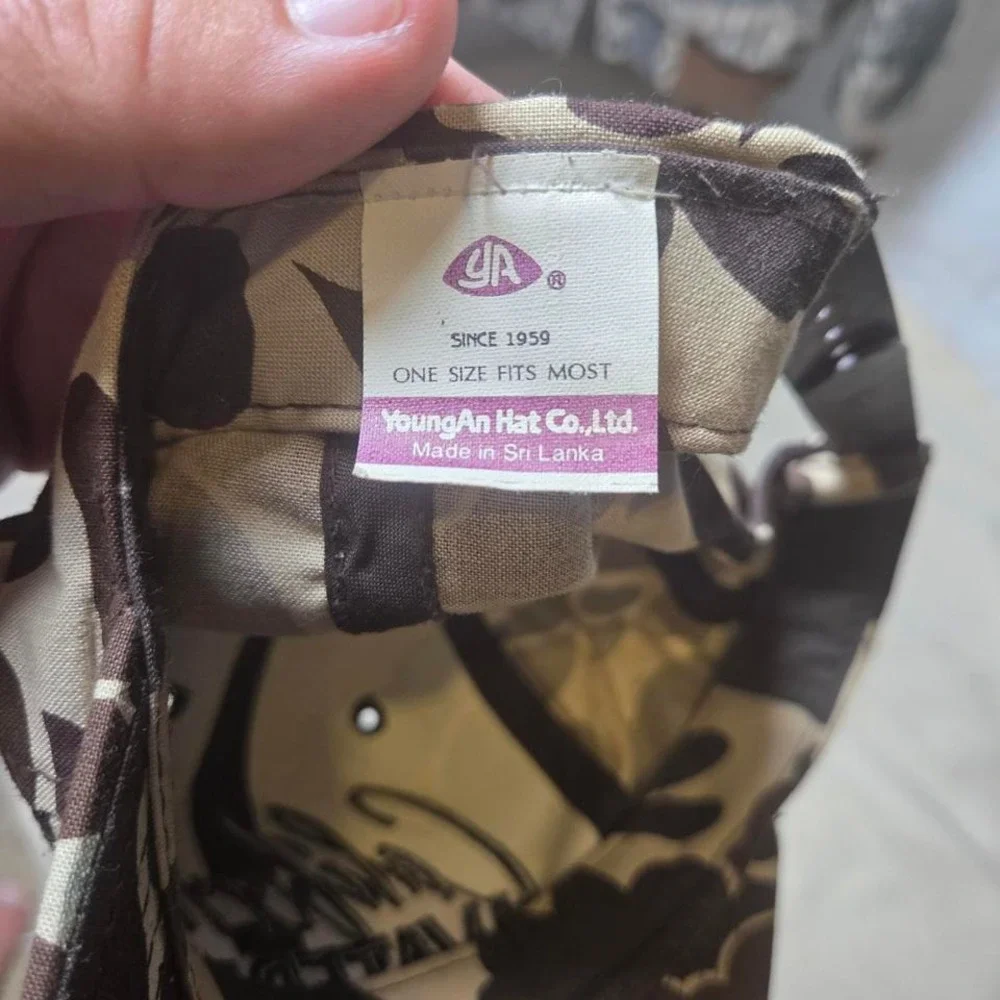 YA ®
SINCE 1959
ONE SIZE FITS MOST
YoungAn Hat Co.,Ltd.
Made in Sri Lanka